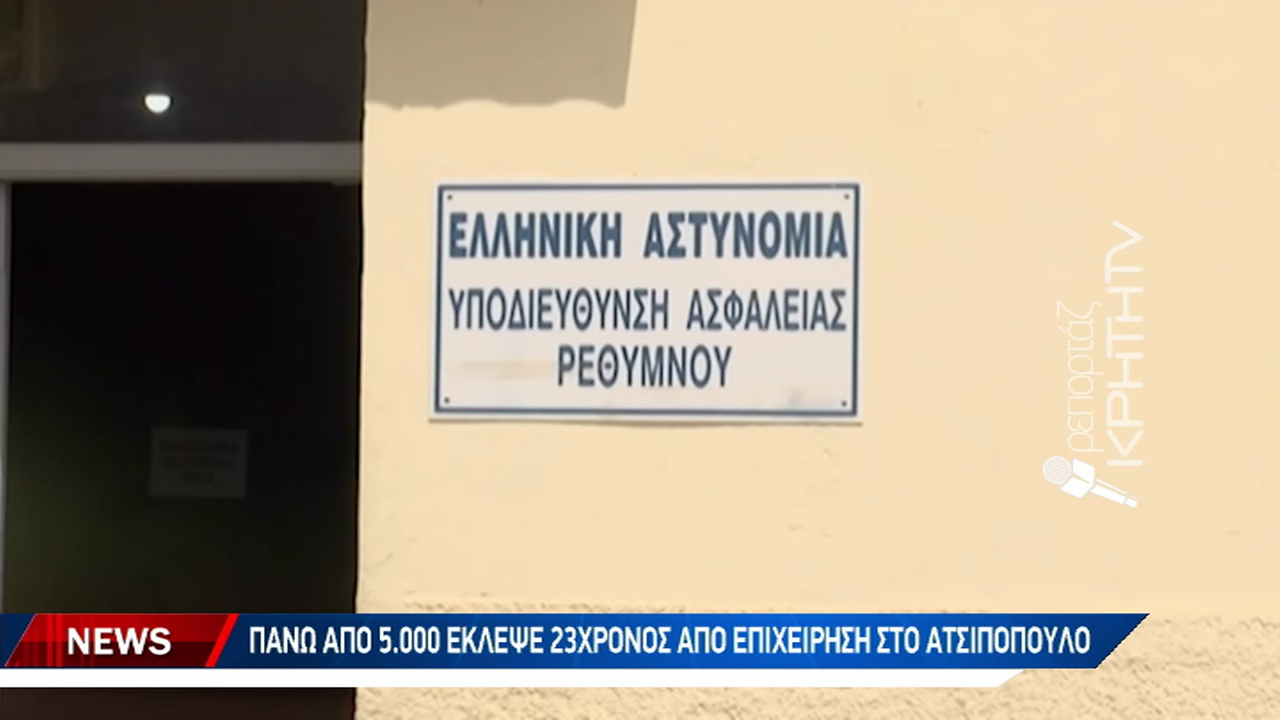 ΕΛΛΗΝΙΚΗ ΑΣΤΥΝΟΜΙΑ
ΥΠΟΔΙΕΥΘΥΝΣΗ ΑΣΦΑΛΕΙΑΣ
ΡΕΘΥΜΝΟΥ
ρεπορτάζ
ΚΡΗΤΗTV
NEWS
ΠΑΝΩ ΑΠΟ 5.000 ΕΚΛΕΨΕ 23ΧΡΟΝΟΣ ΑΠΟ ΕΠΙΧΕΙΡΗΣΗ ΣΤΟ ΑΤΣΙΠΟΠΟΥΛΟ